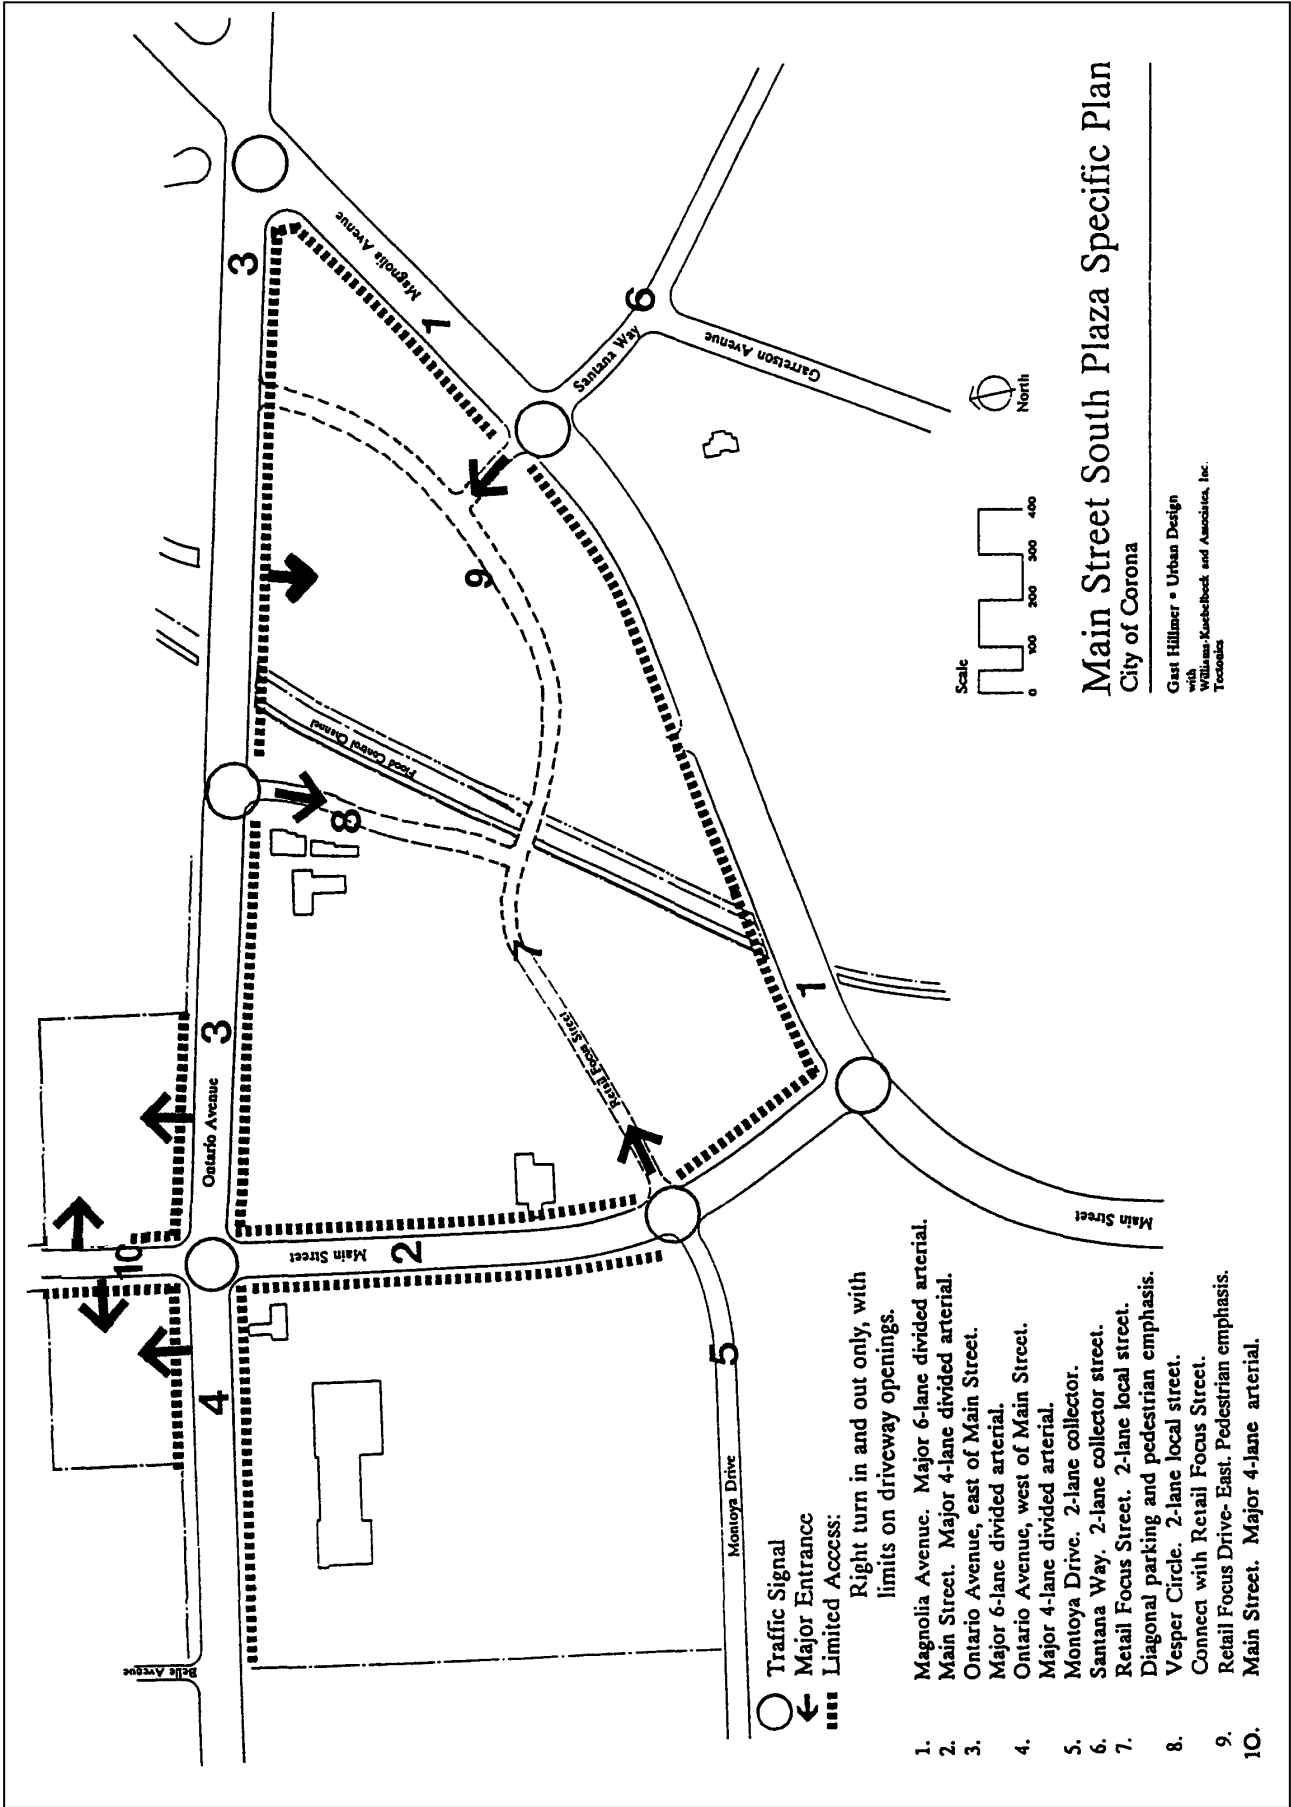 Belle Avenue
4
10
Ontario Avenue
3
3
Main Street
2
8
Flood Control Channel
9
Magnolia Avenue
1
Retail Focus Street
7
Santana Way
6
Garretson Avenue
1
5
Montoya Drive
Main Street
Traffic Signal
Major Entrance
Limited Access:
Right turn in and out only, with
limits on driveway openings.
1. Magnolia Avenue. Major 6-lane divided arterial.
2. Main Street. Major 4-lane divided arterial.
3. Ontario Avenue, east of Main Street.
Major 6-lane divided arterial.
4. Ontario Avenue, west of Main Street.
Major 4-lane divided arterial.
5. Montoya Drive. 2-lane collector.
6. Santana Way. 2-lane collector street.
7. Retail Focus Street. 2-lane local street.
Diagonal parking and pedestrian emphasis.
8. Vesper Circle. 2-lane local street.
Connect with Retail Focus Street.
9. Retail Focus Drive- East. Pedestrian emphasis.
10. Main Street. Major 4-lane arterial.
North
Scale
0 100 200 300 400
Main Street South Plaza Specific Plan
City of Corona
Gast Hillmer • Urban Design
with
Williams-Kuebelbeck and Associates, Inc.
Tectonics